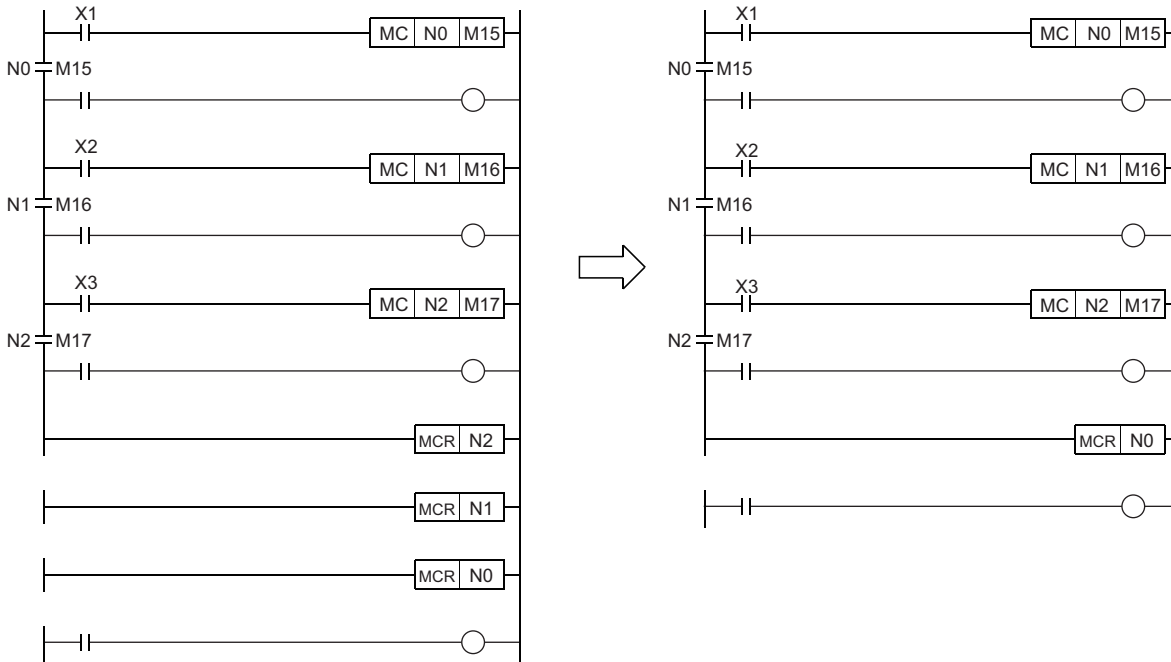 X1
MC N0 M15
N0 M15
X2
MC N1 M16
N1 M16
X3
MC N2 M17
N2 M17
MCR N2
MCR N1
MCR N0
X1
MC N0 M15
N0 M15
X2
MC N1 M16
N1 M16
X3
MC N2 M17
N2 M17
MCR N0